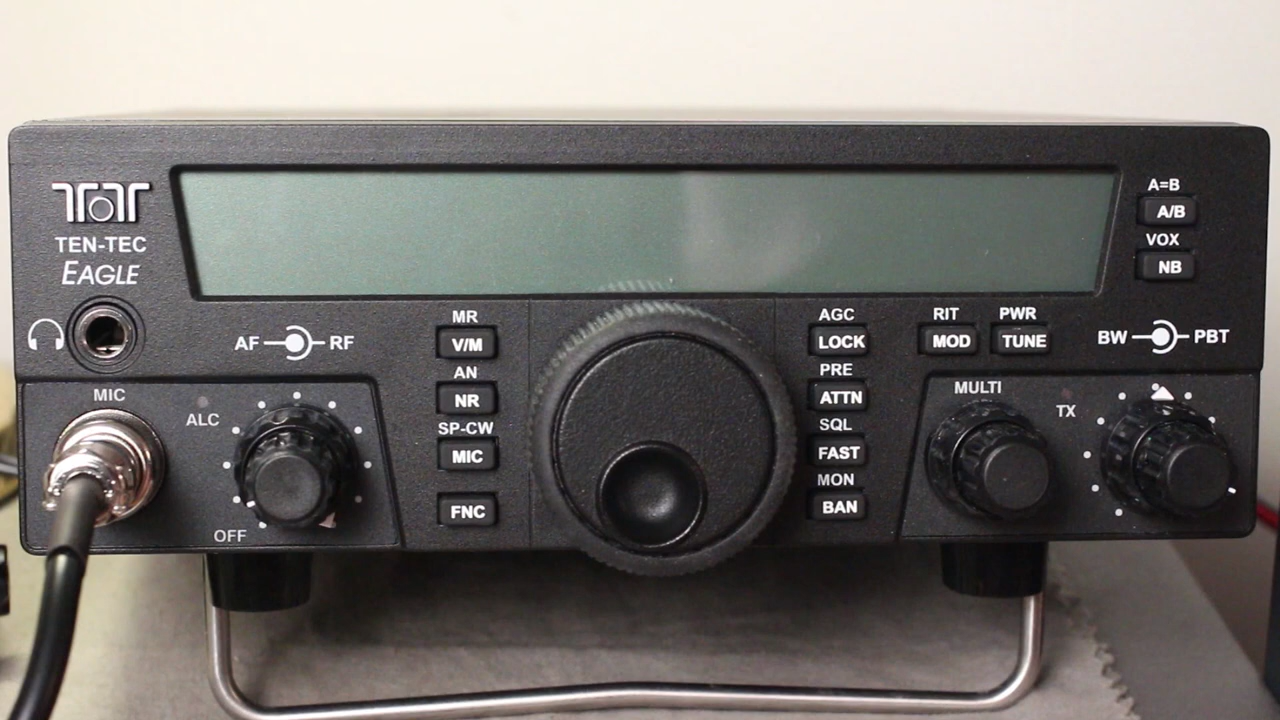 TEN-TEC
EAGLE
A=B
A/B
VOX
NB
AF RF
MR
V/M
AN
NR
SP-CW
MIC
FNC
AGC
LOCK
PRE
ATTN
SQL
FAST
MON
BAN
RIT
MOD
PWR
TUNE
BW PBT
MIC
ALC
OFF
MULTI
TX